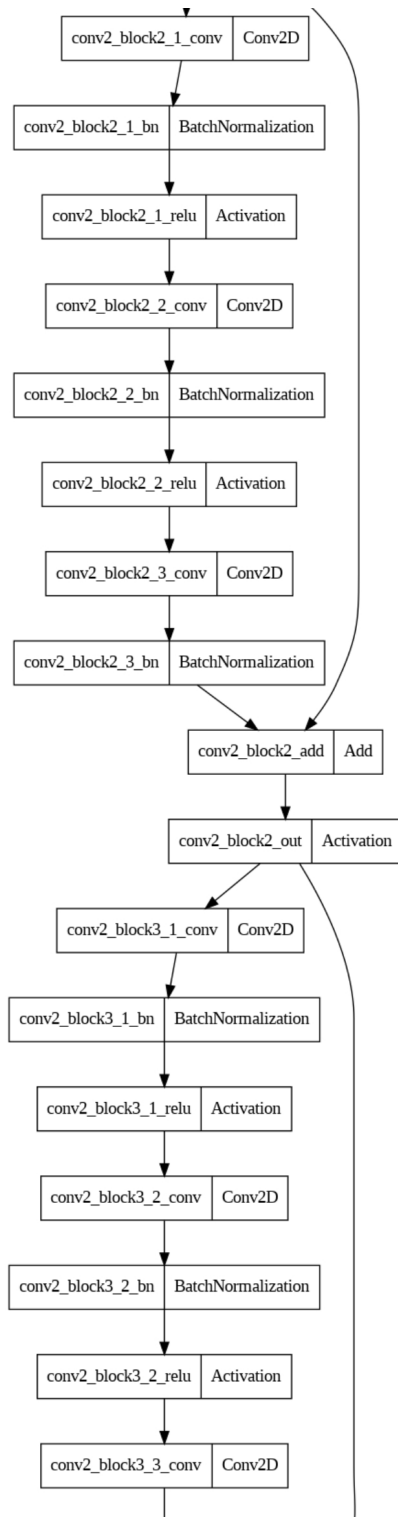 conv2_block2_1_conv Conv2D
conv2_block2_1_bn BatchNormalization
conv2_block2_1_relu Activation
conv2_block2_2_conv Conv2D
conv2_block2_2_bn BatchNormalization
conv2_block2_2_relu Activation
conv2_block2_3_conv Conv2D
conv2_block2_3_bn BatchNormalization
conv2_block2_add Add
conv2_block2_out Activation
conv2_block3_1_conv Conv2D
conv2_block3_1_bn BatchNormalization
conv2_block3_1_relu Activation
conv2_block3_2_conv Conv2D
conv2_block3_2_bn BatchNormalization
conv2_block3_2_relu Activation
conv2_block3_3_conv Conv2D